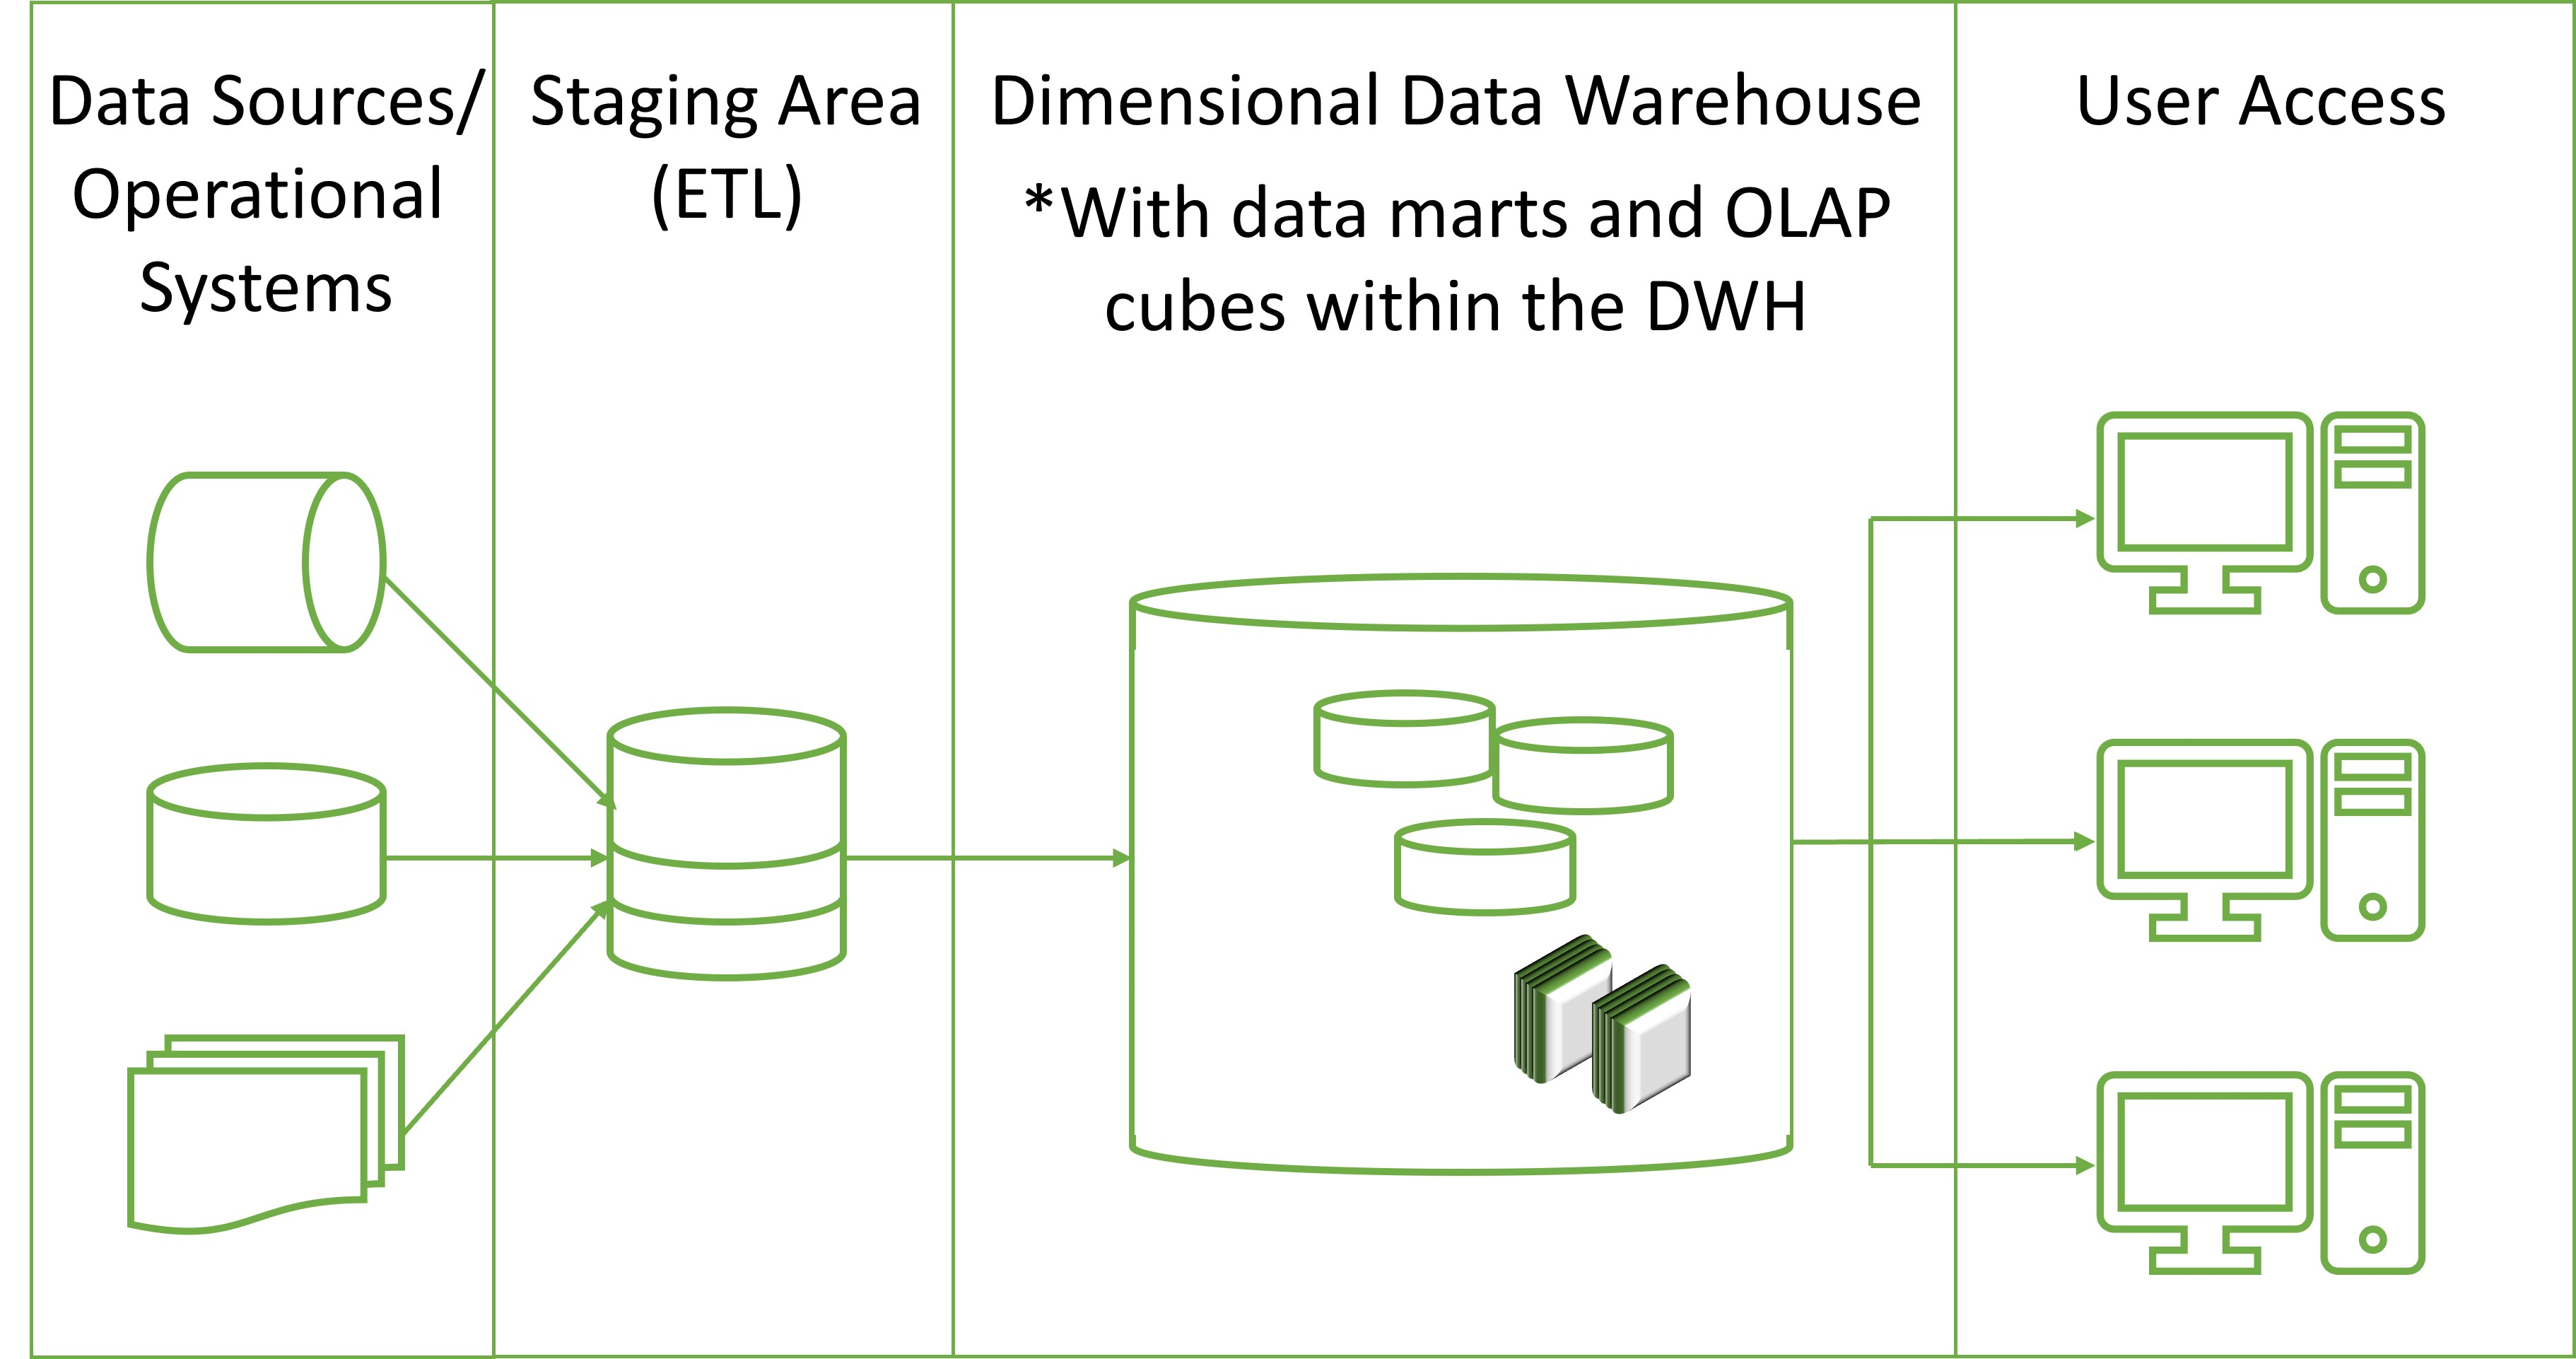 Data Sources/
Operational
Systems
Staging Area
(ETL)
Dimensional Data Warehouse
*With data marts and OLAP
cubes within the DWH
User Access